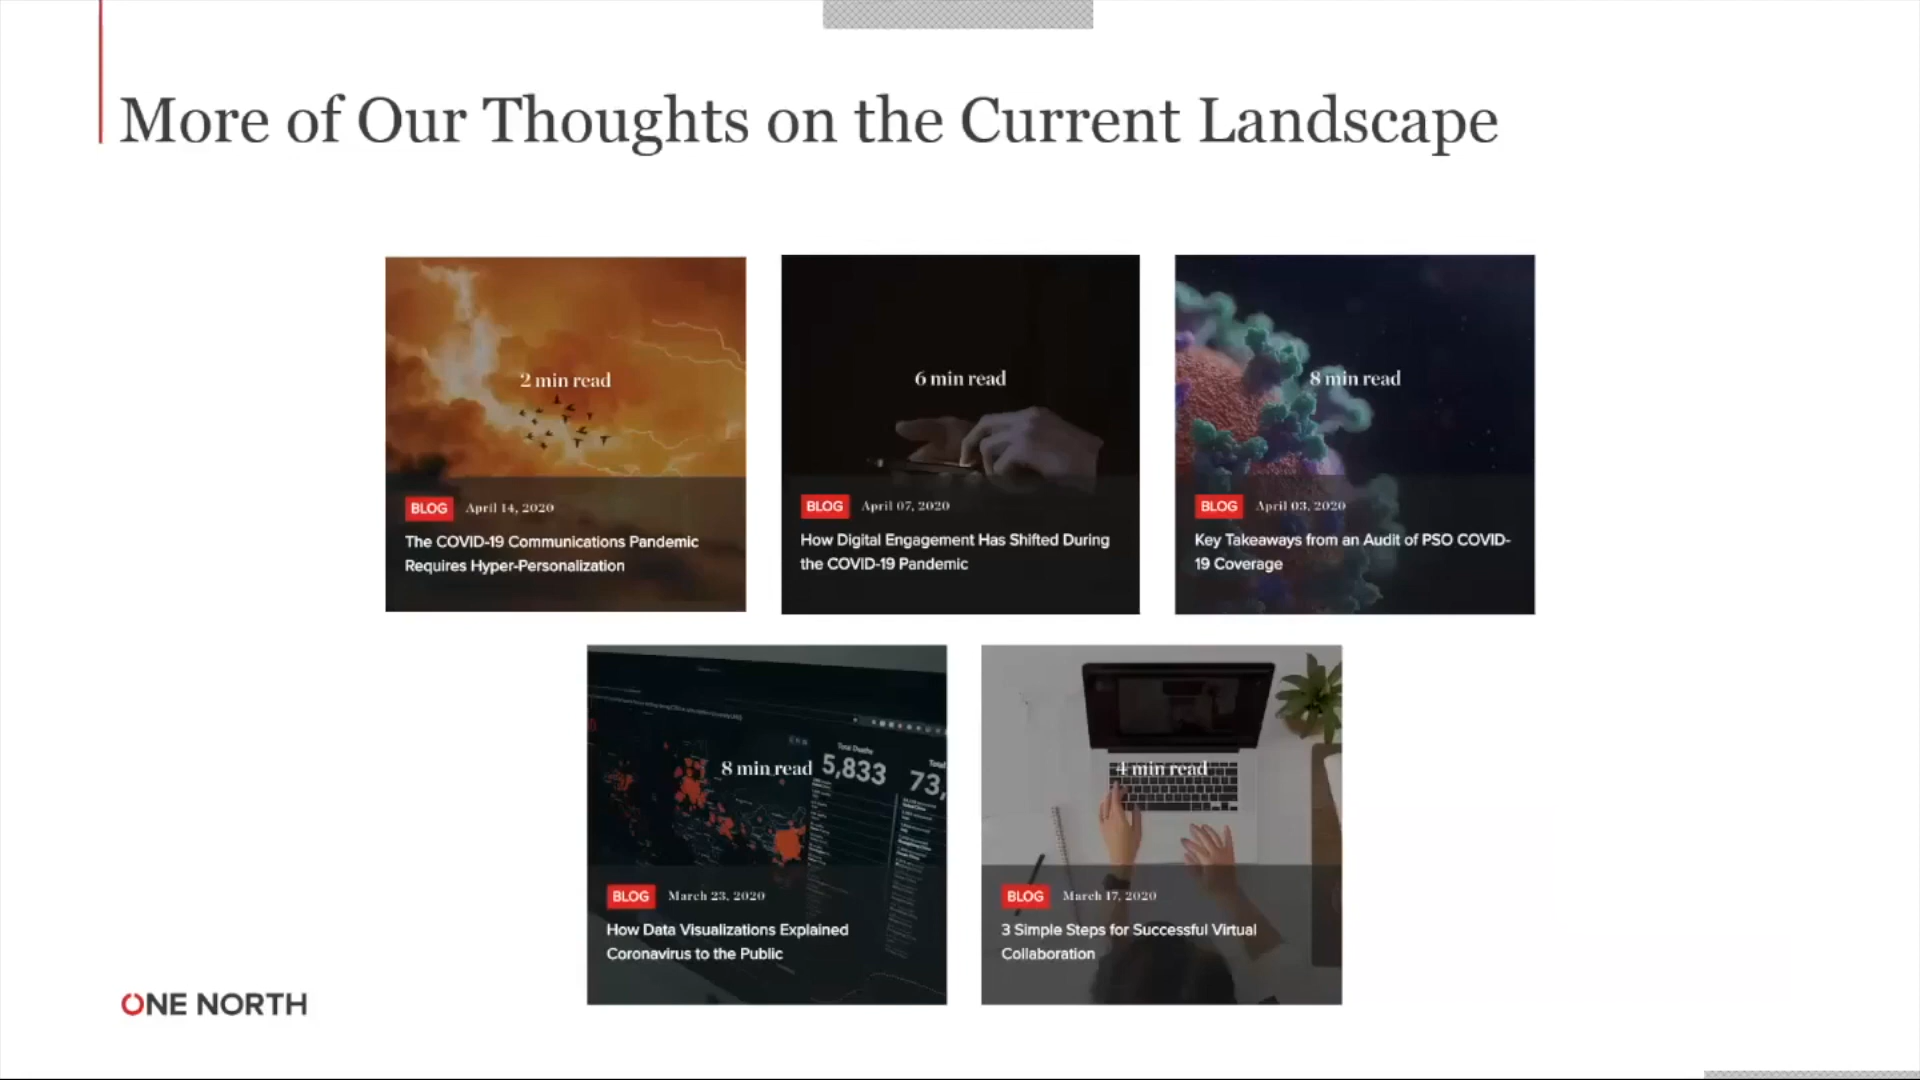 More of Our Thoughts on the Current Landscape
2 min read
BLOG April 14, 2020
The COVID-19 Communications Pandemic
Requires Hyper-Personalization
6 min read
BLOG April 07, 2020
How Digital Engagement Has Shifted During
the COVID-19 Pandemic
8 min read
BLOG April 03, 2020
Key Takeaways from an Audit of PSO COVID-
19 Coverage
Total Deaths
5,833
Total
73,
8 min read
BLOG March 23, 2020
How Data Visualizations Explained
Coronavirus to the Public
4 min read
BLOG March 17, 2020
3 Simple Steps for Successful Virtual
Collaboration
ONE NORTH